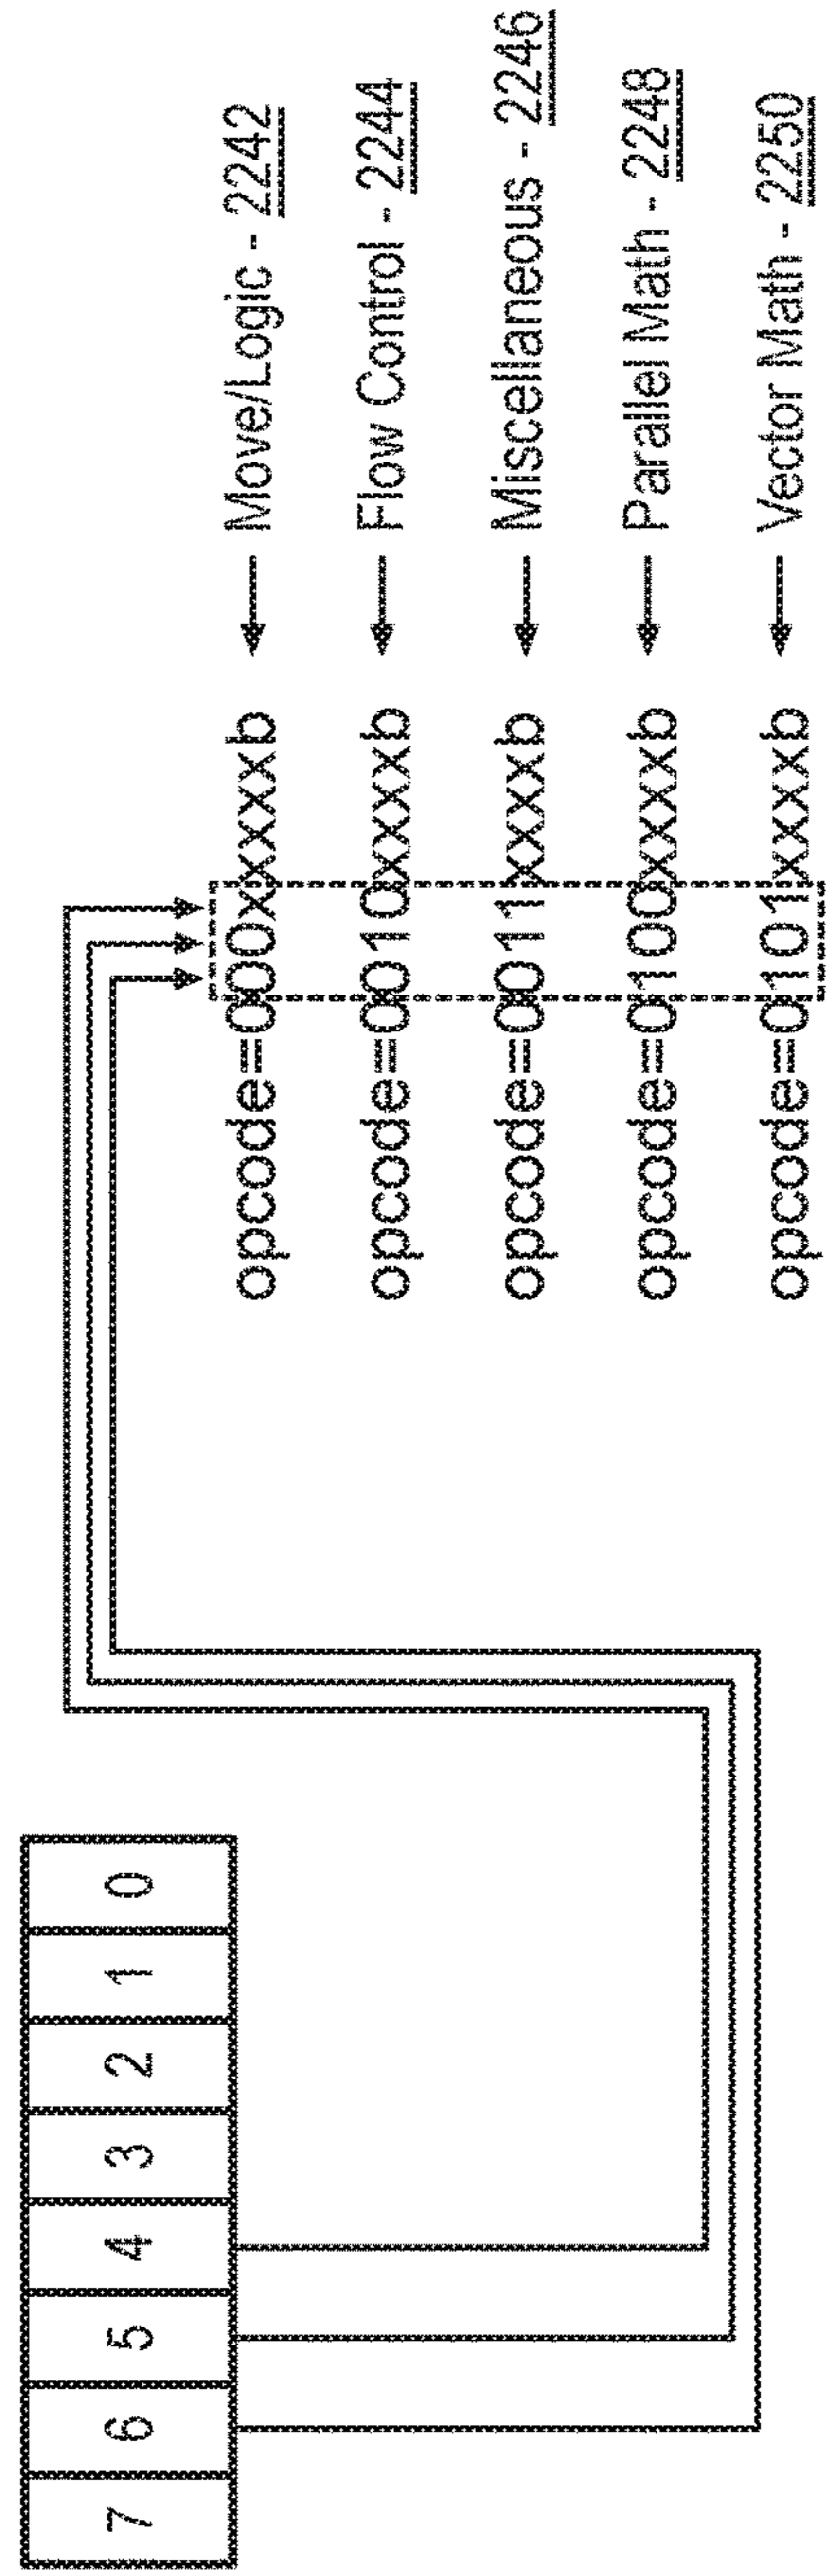 7 6 5 4 3 2 1 0
opcode=000xxxxxb ← Move/Logic - 2242
opcode=0010xxxxb ← Flow Control - 2244
opcode=0011xxxxb ← Miscellaneous - 2246
opcode=0100xxxxb ← Parallel Math - 2248
opcode=0101xxxxb ← Vector Math - 2250